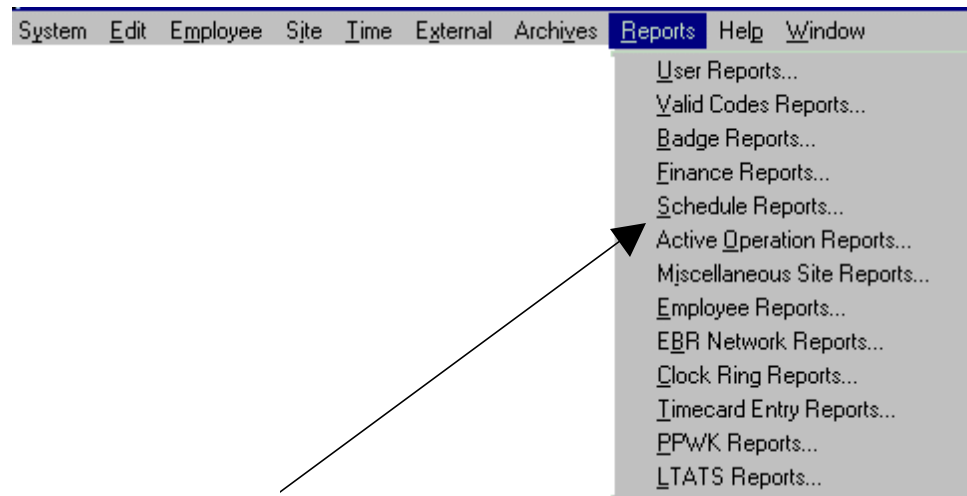 System Edit Employee Site Time External Archives Reports Help Window
User Reports...
Valid Codes Reports...
Badge Reports...
Finance Reports...
Schedule Reports...
Active Operation Reports...
Miscellaneous Site Reports...
Employee Reports...
EBR Network Reports...
Clock Ring Reports...
Timecard Entry Reports...
PPWK Reports...
LTATS Reports...